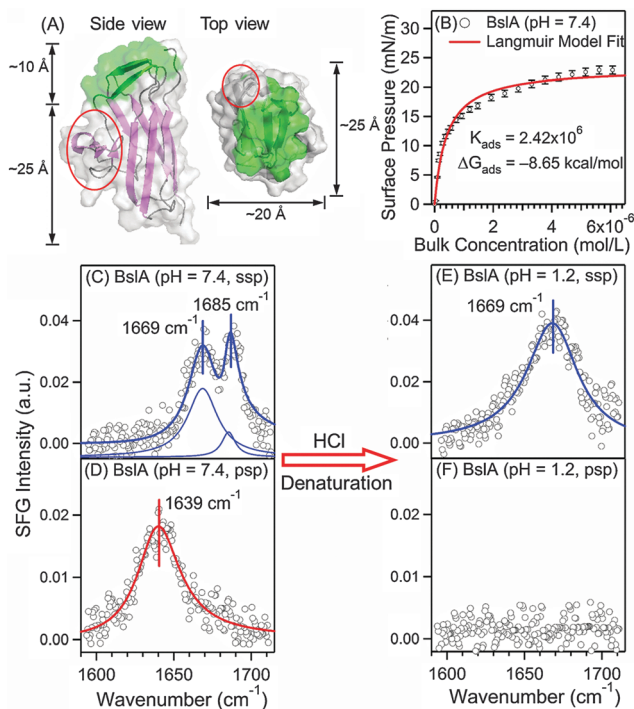 (A) Side view Top view
~10 Å
~25 Å
~25 Å
~20 Å
(B) ○ BslA (pH = 7.4)
Langmuir Model Fit
K_ads = 2.42x10^6
ΔG_ads = –8.65 kcal/mol
Surface Pressure (mN/m)
40
30
20
10
0
0 2 4 6x10^-6
Bulk Concentration (mol/L)
(C) BslA (pH = 7.4, ssp)
1685 cm^-1
1669 cm^-1
0.04
0.02
0.00
(D) BslA (pH = 7.4, psp)
1639 cm^-1
0.02
0.01
0.00
SFG Intensity (a.u.)
1600 1650 1700
Wavenumber (cm^-1)
HCl
Denaturation
(E) BslA (pH = 1.2, ssp)
1669 cm^-1
0.04
0.02
0.00
(F) BslA (pH = 1.2, psp)
0.02
0.01
0.00
1600 1650 1700
Wavenumber (cm^-1)